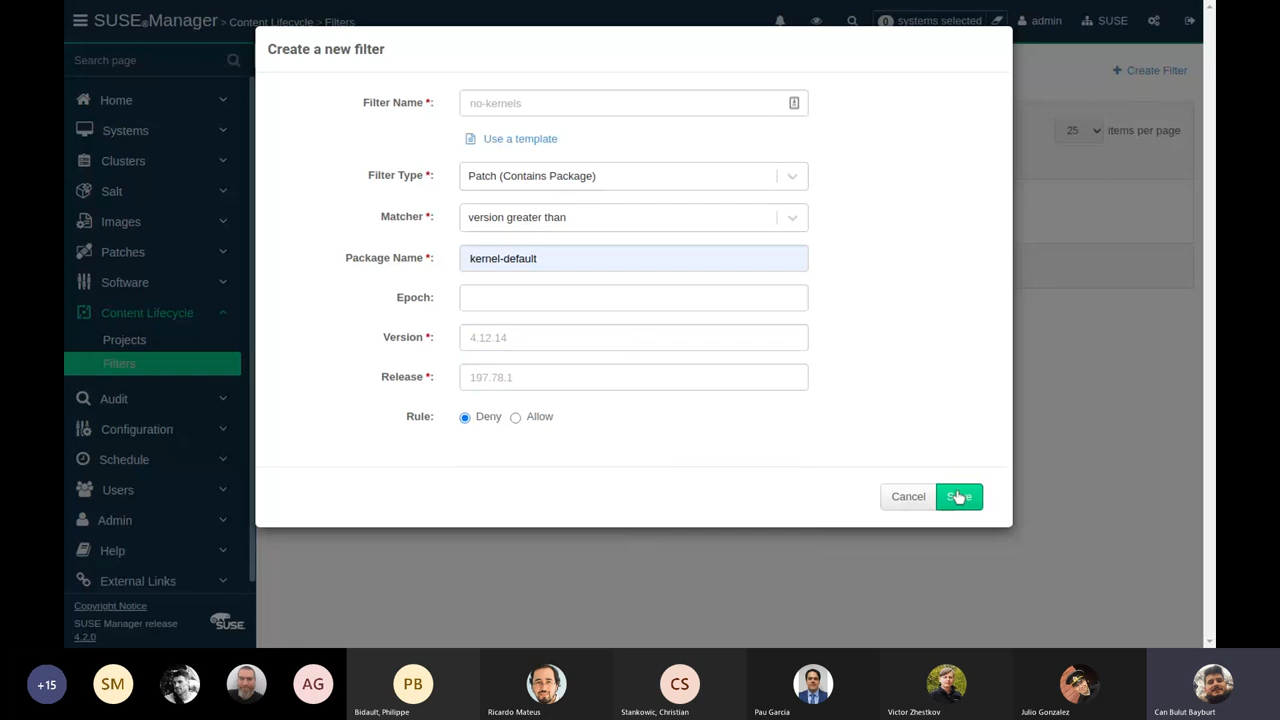 SUSE®Manager > Content Lifecycle > Filters
0 systems selected
admin
SUSE
Search page
Home
Systems
Clusters
Salt
Images
Patches
Software
Content Lifecycle
Projects
Filters
Audit
Configuration
Schedule
Users
Admin
Help
External Links
Copyright Notice
SUSE Manager release
4.2.0
SUSE
+ Create Filter
25 items per page
Create a new filter
Filter Name *:
no-kernels
Use a template
Filter Type *:
Patch (Contains Package)
Matcher *:
version greater than
Package Name *:
kernel-default
Epoch:
Version *:
4.12.14
Release *:
197.78.1
Rule:
Deny Allow
Cancel
+15
SM
AG
PB
Bidault, Philippe
Ricardo Mateus
CS
Stankovic, Christian
Pau Garcia
Victor Zhestkov
Julio Gonzalez
Can Bulut Bayburt